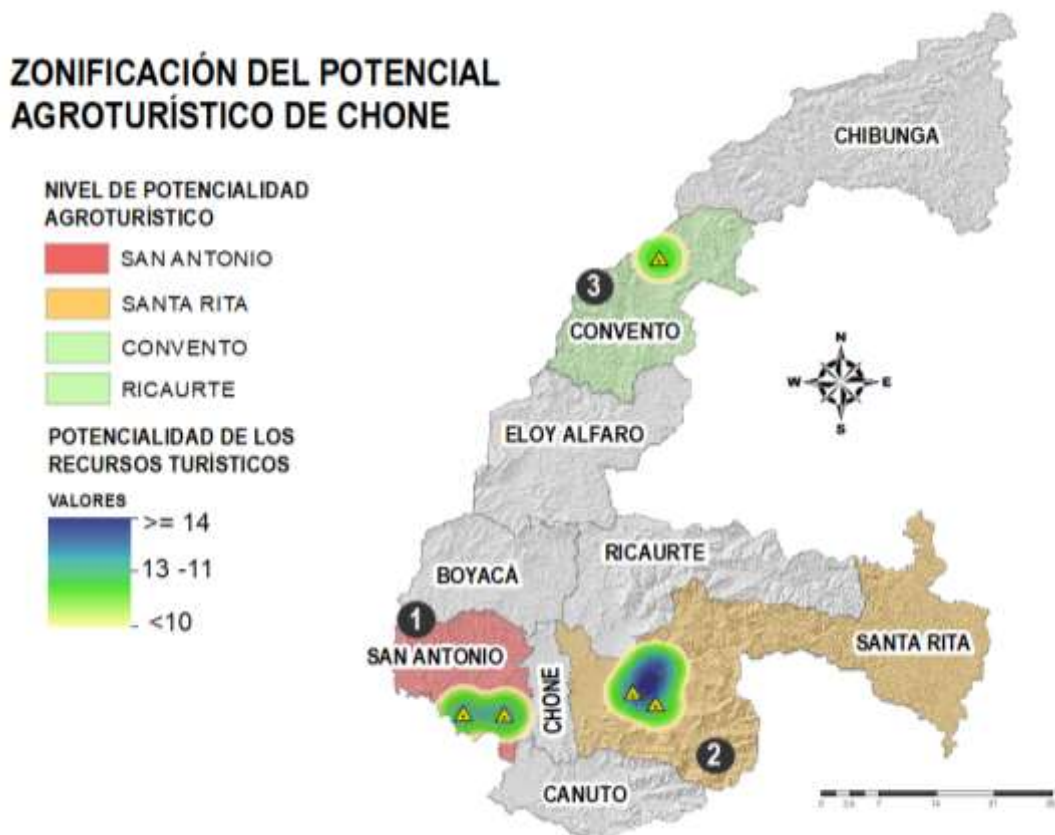 ZONIFICACIÓN DEL POTENCIAL
AGROTURÍSTICO DE CHONE
NIVEL DE POTENCIALIDAD
AGROTURÍSTICO
SAN ANTONIO
SANTA RITA
CONVENTO
RICAURTE
POTENCIALIDAD DE LOS
RECURSOS TURÍSTICOS
VALORES
>= 14
13 -11
<10
CHIBUNGA
3
CONVENTO
N
W E
S
ELOY ALFARO
RICAURTE
BOYACÁ
1
SAN ANTONIO
SANTA RITA
CHONE
2
CANUTO